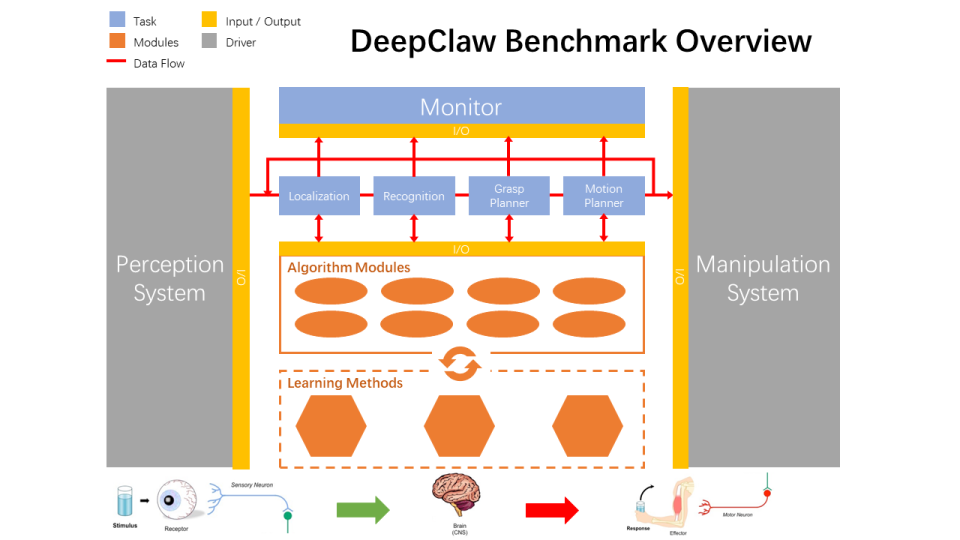 Task
Input / Output
Modules
Driver
Data Flow
DeepClaw Benchmark Overview
Monitor
I/O
Localization
Recognition
Grasp
Planner
Motion
Planner
I/O
Perception
System
I/O
Algorithm Modules
Learning Methods
I/O
Manipulation
System
Stimulus
Receptor
Sensory Neuron
Brain
(CNS)
Response
Effector
Motor Neuron